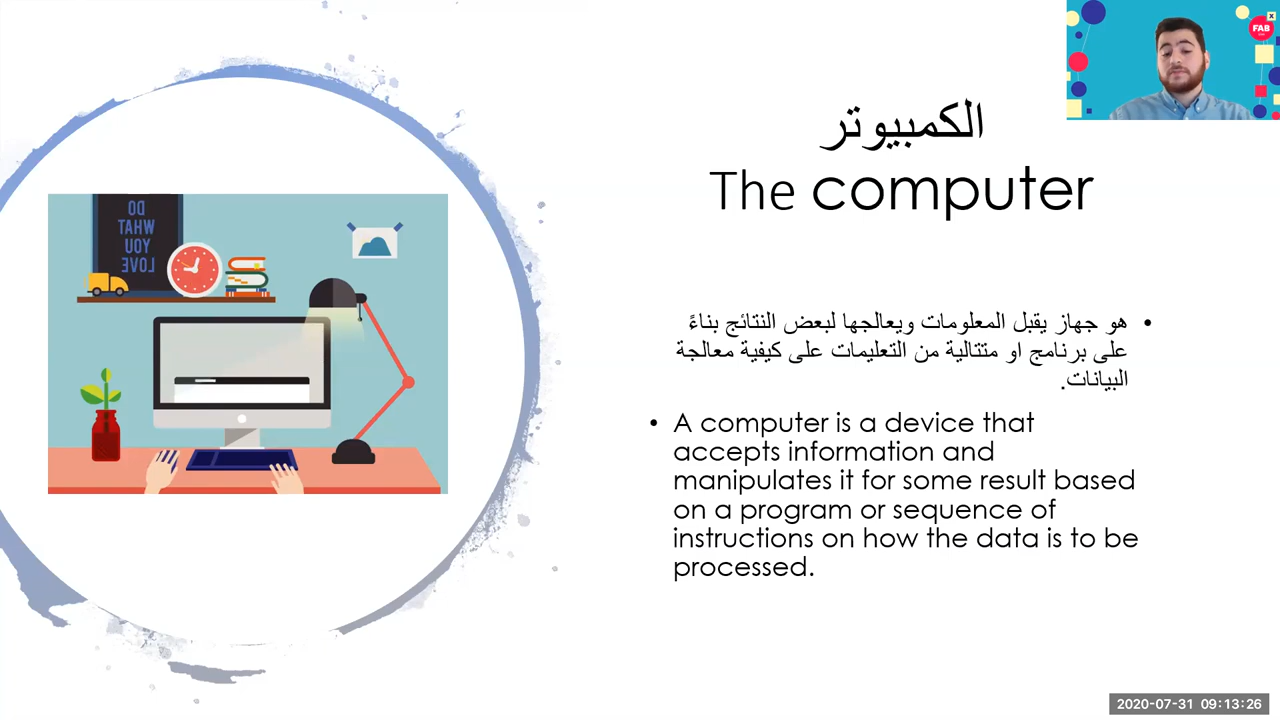 الكمبيوتر
The computer
• هو جهاز يقبل المعلومات ويعالجها لبعض النتائج بناءً
على برنامج او متتالية من التعليمات على كيفية معالجة
البيانات.
• A computer is a device that
accepts information and
manipulates it for some result based
on a program or sequence of
instructions on how the data is to be
processed.
DO
WHAT
YOU
LOVE
FAB
2020-07-31 09:13:26